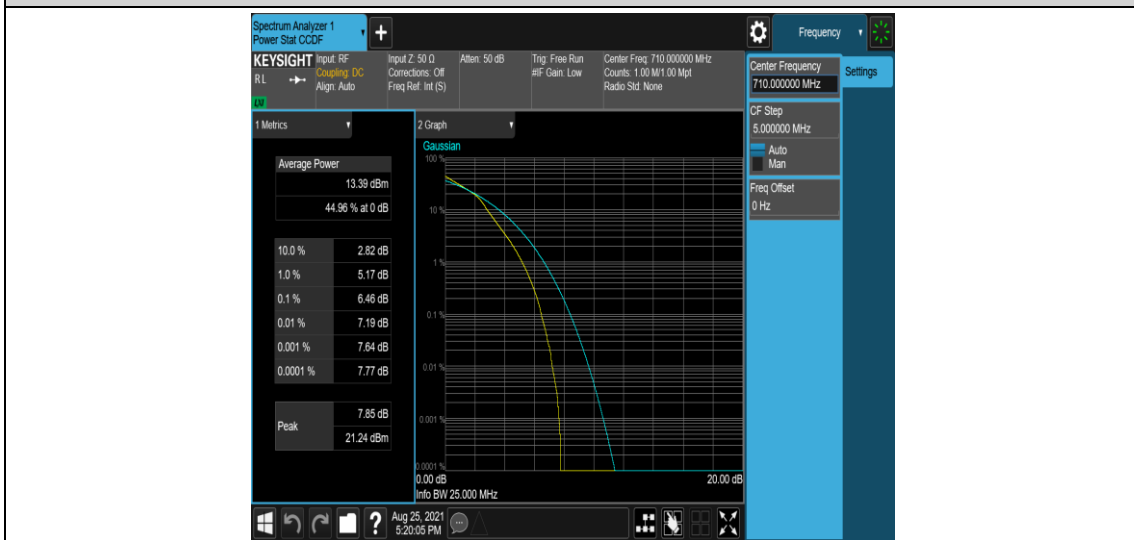 Spectrum Analyzer 1
Power Stat CCDF
Frequency
KEYSIGHT
RL
Input: RF
Coupling: DC
Align: Auto
Input Z: 50 Ω
Corrections: Off
Freq Ref: Int (S)
Atten: 50 dB
Trig: Free Run
#IF Gain: Low
Center Freq: 710.000000 MHz
Counts: 1.00 M/1.00 Mpt
Radio Std: None
Center Frequency
710.000000 MHz
Settings
CF Step
5.000000 MHz
Auto
Man
Freq Offset
0 Hz
1 Metrics
Average Power
13.39 dBm
44.96 % at 0 dB
10.0 % 2.82 dB
1.0 % 5.17 dB
0.1 % 6.46 dB
0.01 % 7.19 dB
0.001 % 7.64 dB
0.0001 % 7.77 dB
Peak
7.85 dB
21.24 dBm
2 Graph
Gaussian
100 %
10 %
1 %
0.1 %
0.01 %
0.001 %
0.0001 %
0.00 dB
20.00 dB
Info BW 25.000 MHz
?
Aug 25, 2021
5:20:05 PM